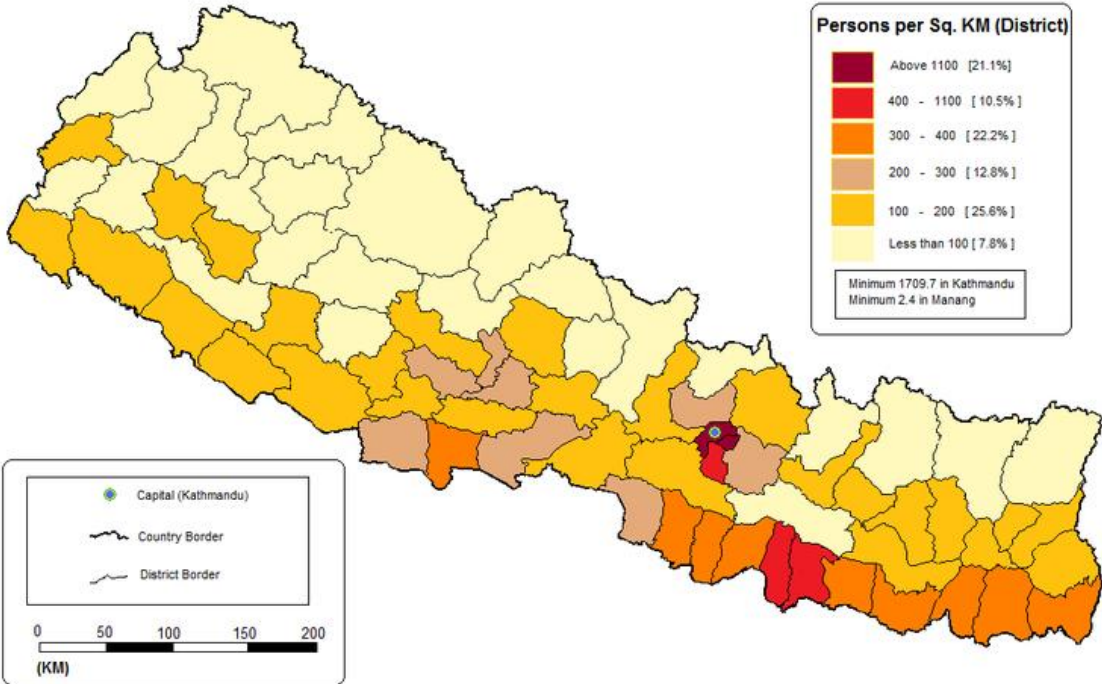 Persons per Sq. KM (District)
Above 1100 [21.1%]
400 - 1100 [ 10.5% ]
300 - 400 [ 22.2% ]
200 - 300 [ 12.8% ]
100 - 200 [ 25.6% ]
Less than 100 [ 7.8% ]
Minimum 1709.7 in Kathmandu
Minimum 2.4 in Manang
Capital (Kathmandu)
Country Border
District Border
0 50 100 150 200
(KM)